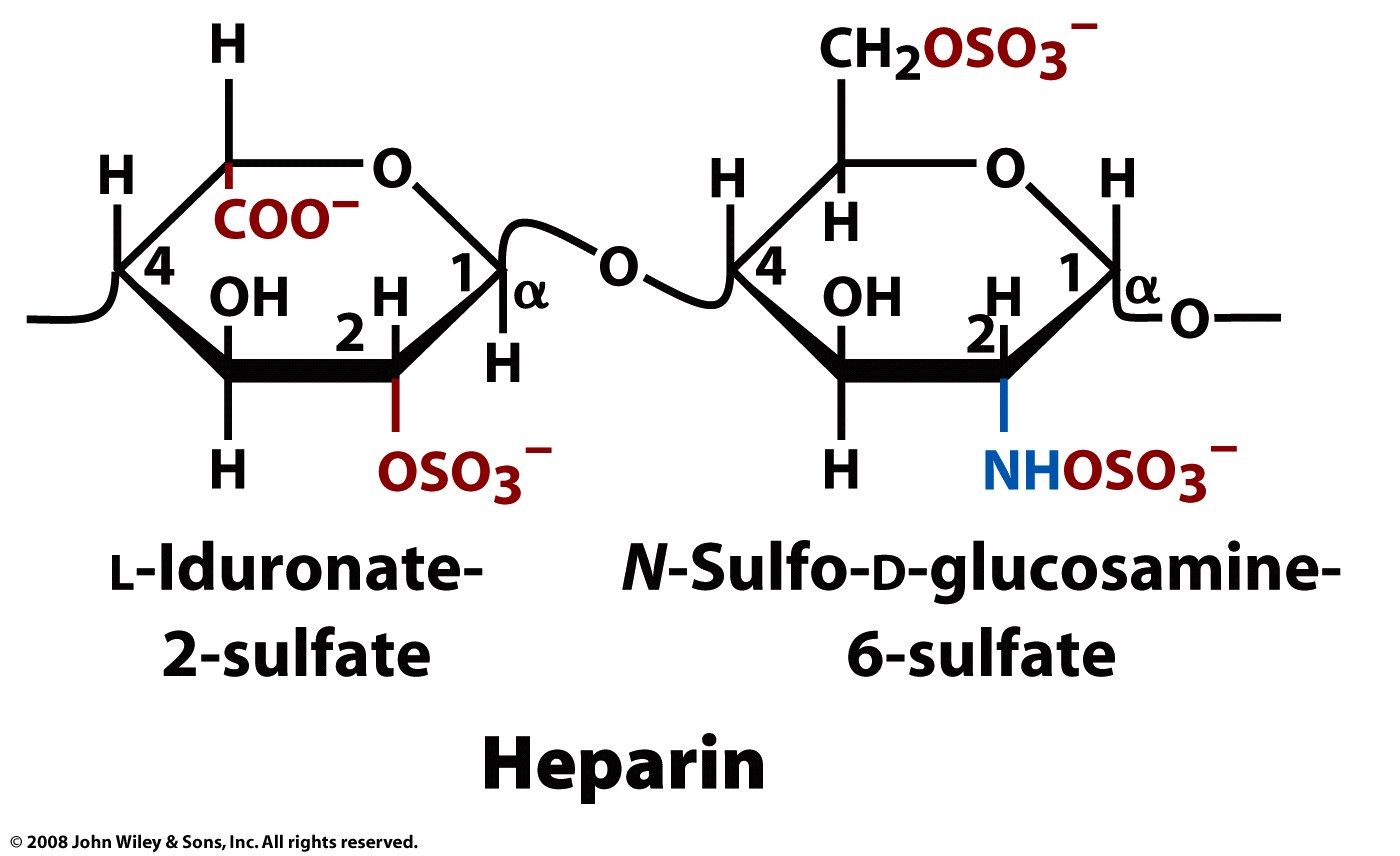 H CH₂OSO₃⁻
H O H O H
COO⁻ H
4 1 O 4 1
OH H α OH H α O
2 2
H
H OSO₃⁻ H NHOSO₃⁻
L-Iduronate- N-Sulfo-D-glucosamine-
2-sulfate 6-sulfate
Heparin
© 2008 John Wiley & Sons, Inc. All rights reserved.